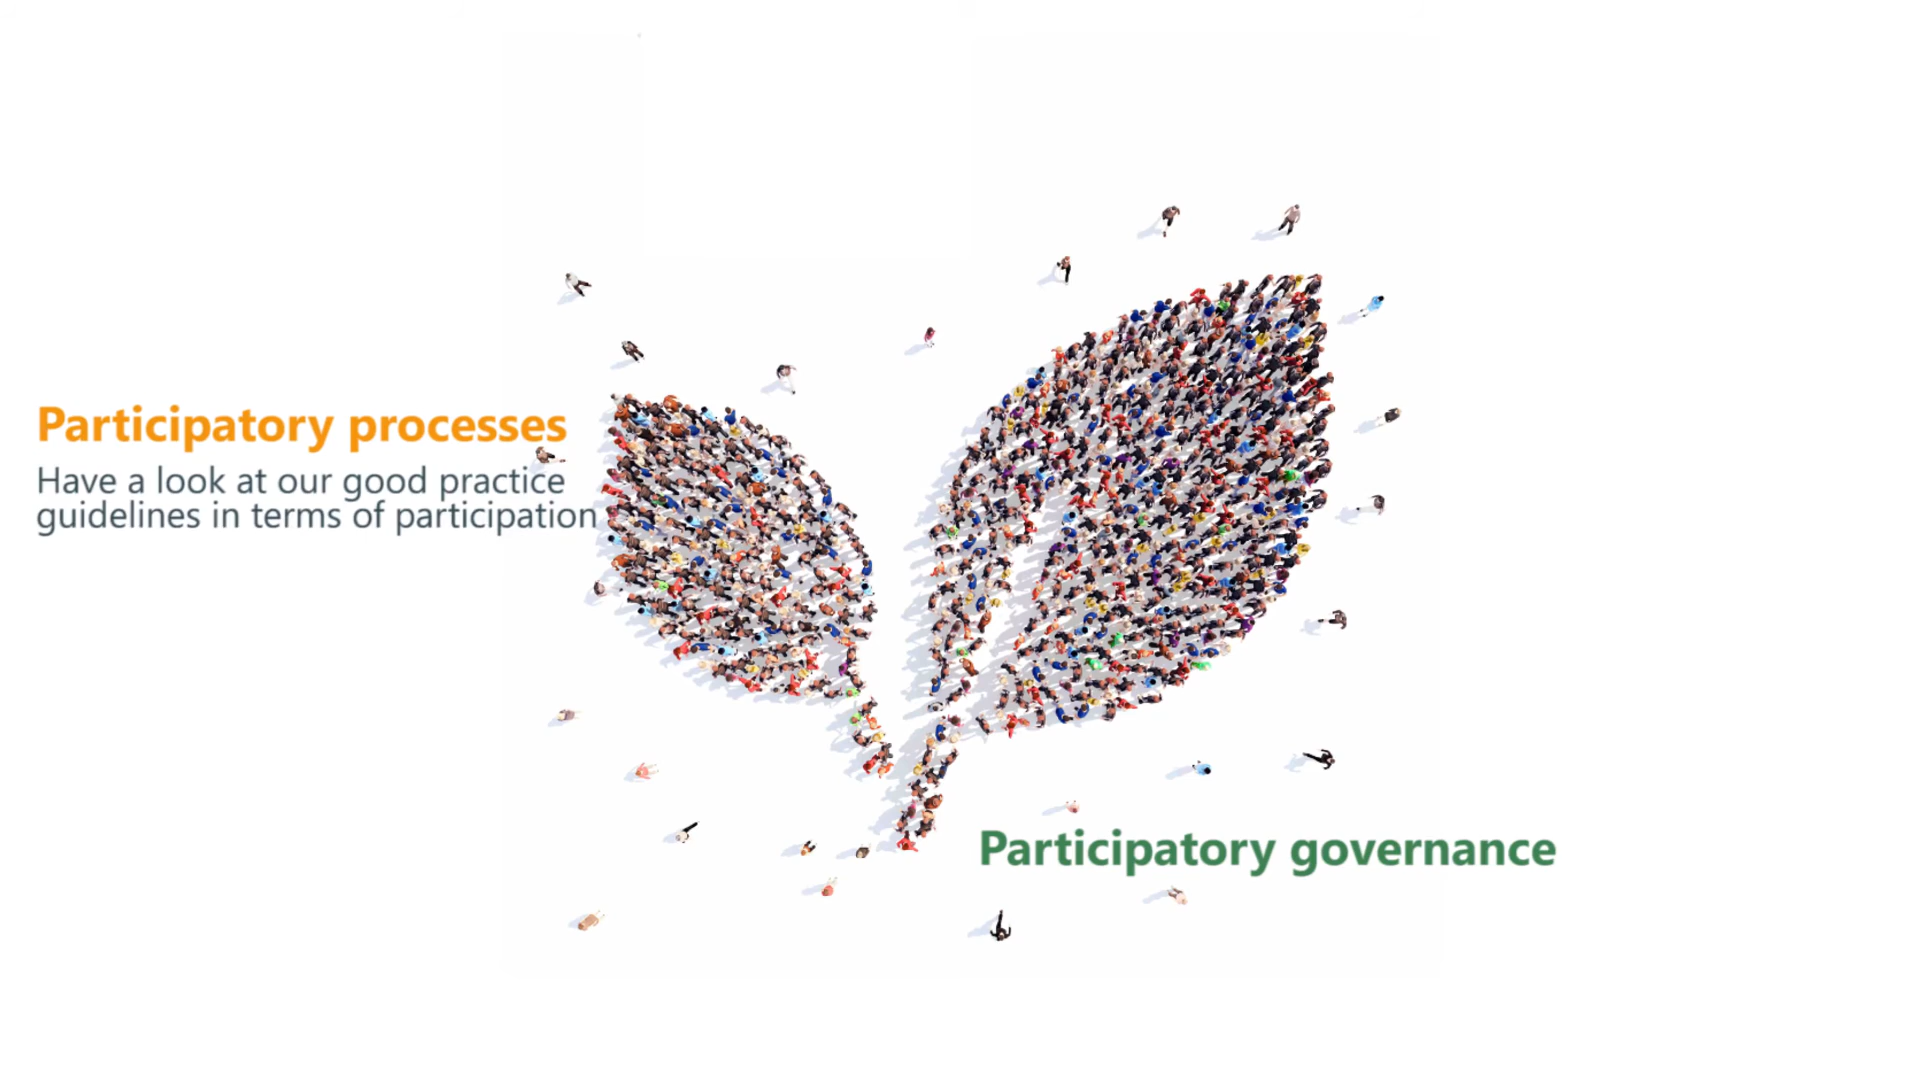 Participatory processes
Have a look at our good practice
guidelines in terms of participation
Participatory governance